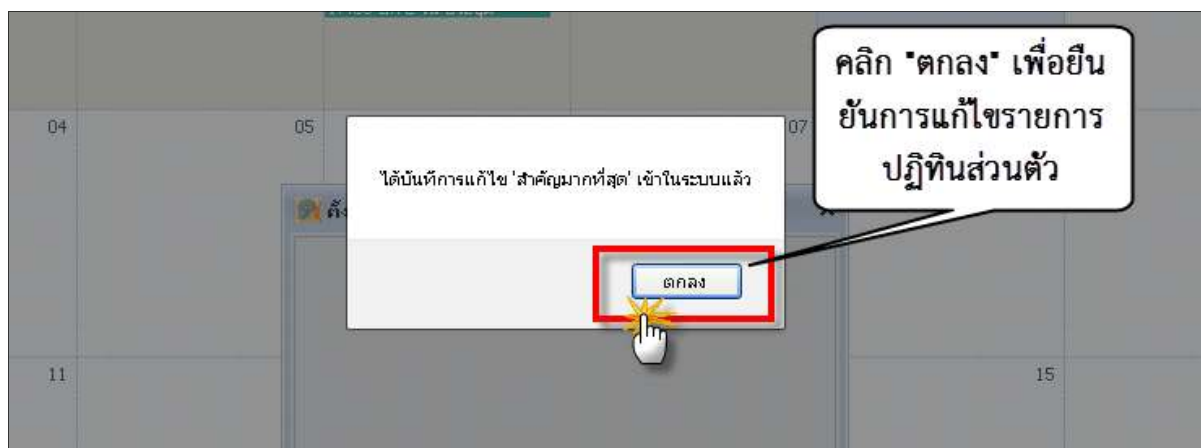 คลิก "ตกลง" เพื่อยืน
ยันการแก้ไขรายการ
ปฏิทินส่วนตัว
04
05
07
ได้บันทึการแก้ไข 'สำคัญมากที่สุด' เข้าในระบบแล้ว
ตั้ง
ตกลง
11
15